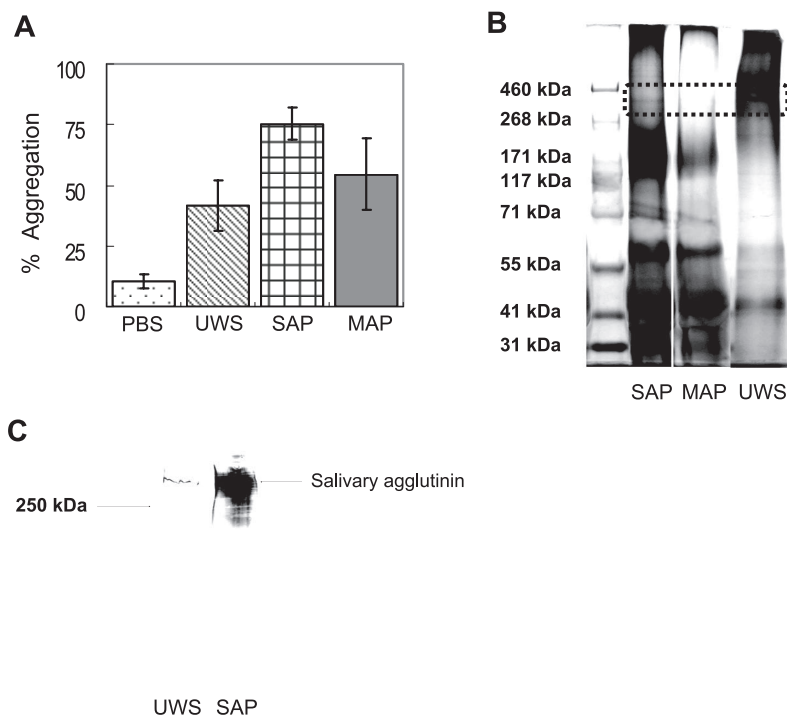 A
100
75
50
25
0
% Aggregation
PBS UWS SAP MAP
B
460 kDa
268 kDa
171 kDa
117 kDa
71 kDa
55 kDa
41 kDa
31 kDa
SAP MAP UWS
C
Salivary agglutinin
250 kDa
UWS SAP